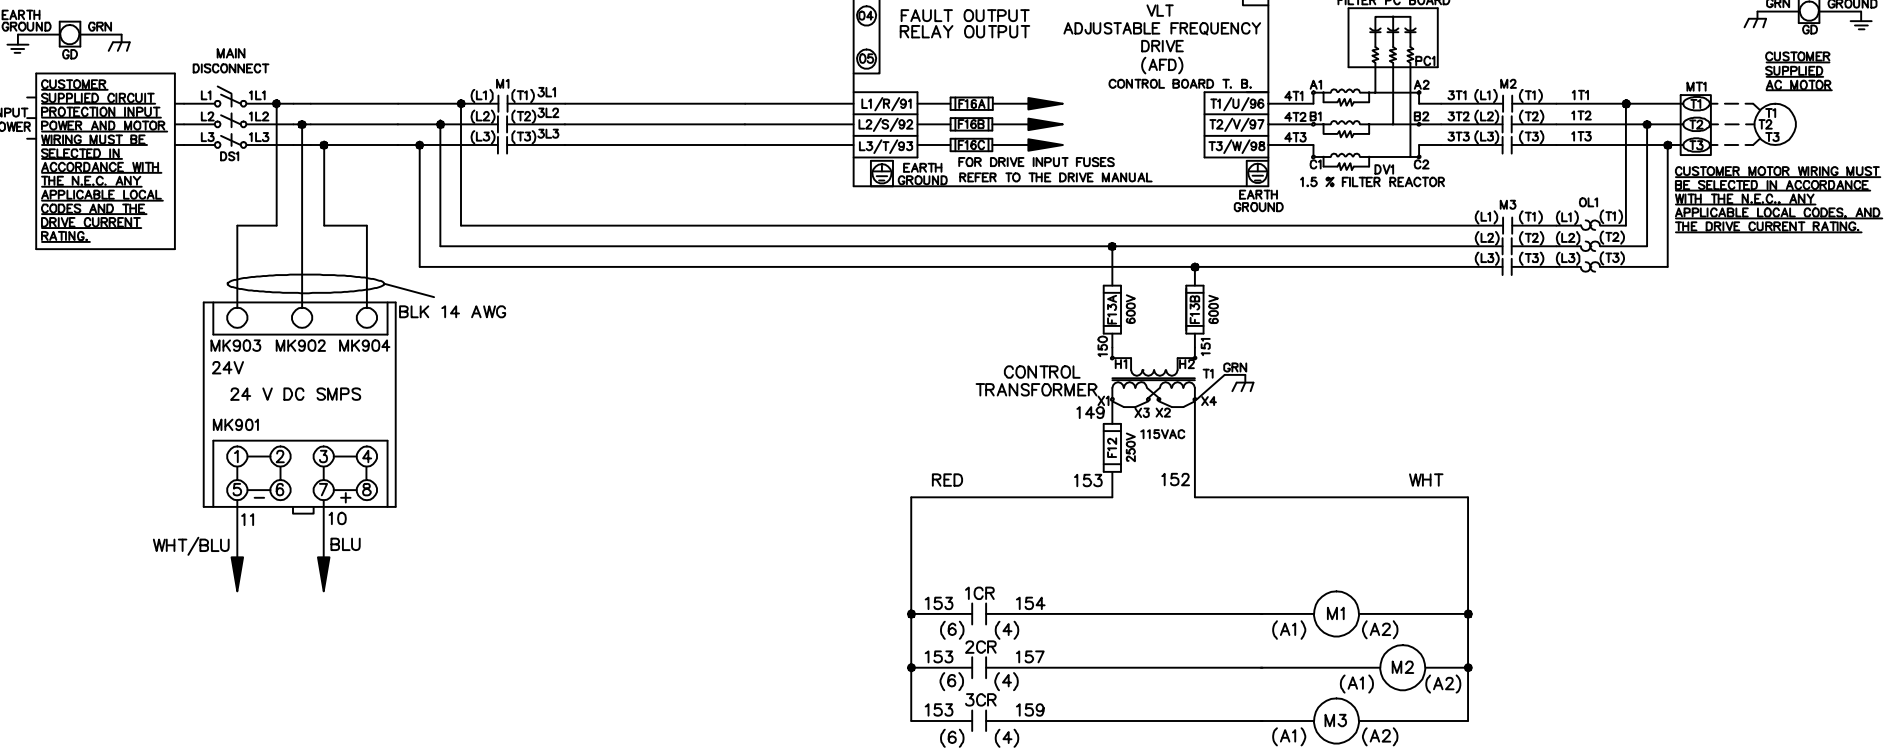 EARTH
GROUND
GRN
GD
04
05
FAULT OUTPUT
RELAY OUTPUT
VLT
ADJUSTABLE FREQUENCY
DRIVE
(AFD)
CONTROL BOARD T. B.
FILTER PC BOARD
PC1
GRN
GROUND
GD
MAIN
DISCONNECT
CUSTOMER
SUPPLIED CIRCUIT
PROTECTION INPUT
POWER AND MOTOR
WIRING MUST BE
SELECTED IN
ACCORDANCE WITH
THE N.E.C. ANY
APPLICABLE LOCAL
CODES AND THE
DRIVE CURRENT
RATING.
L1 1L1
L2 1L2
L3 1L3
DS1
M1
(L1) (T1) 3L1
(L2) (T2) 3L2
(L3) (T3) 3L3
L1/R/91 F16A
L2/S/92 F16B
L3/T/93 F16C
EARTH
GROUND
FOR DRIVE INPUT FUSES
REFER TO THE DRIVE MANUAL
T1/U/96
T2/V/97
T3/W/98
EARTH
GROUND
4T1 A1 A2
4T2 B1 B2
4T3 C1 C2
DV1
1.5 % FILTER REACTOR
M2
3T1 (L1) (T1) 1T1
3T2 (L2) (T2) 1T2
3T3 (L3) (T3) 1T3
CUSTOMER
SUPPLIED
AC MOTOR
MT1
T1
T2
T3
T1
T2
T3
CUSTOMER MOTOR WIRING MUST
BE SELECTED IN ACCORDANCE
WITH THE N.E.C., ANY
APPLICABLE LOCAL CODES, AND
THE DRIVE CURRENT RATING.
M3 OL1
(L1) (T1) (L1) (T1)
(L2) (T2) (L2) (T2)
(L3) (T3) (L3) (T3)
BLK 14 AWG
MK903 MK902 MK904
24V
24 V DC SMPS
MK901
1 2 3 4
5 – 6 7 + 8
11 10
WHT/BLU BLU
F13A 600V
F13B 600V
150 151
H1 H2
CONTROL
TRANSFORMER
T1 GRN
X1 X3 X2 X4
149
115VAC
F12 250V
153 152
RED WHT
1CR
153 154 M1
(6) (4) (A1) (A2)
2CR
153 157 M2
(6) (4) (A1) (A2)
3CR
153 159 M3
(6) (4) (A1) (A2)